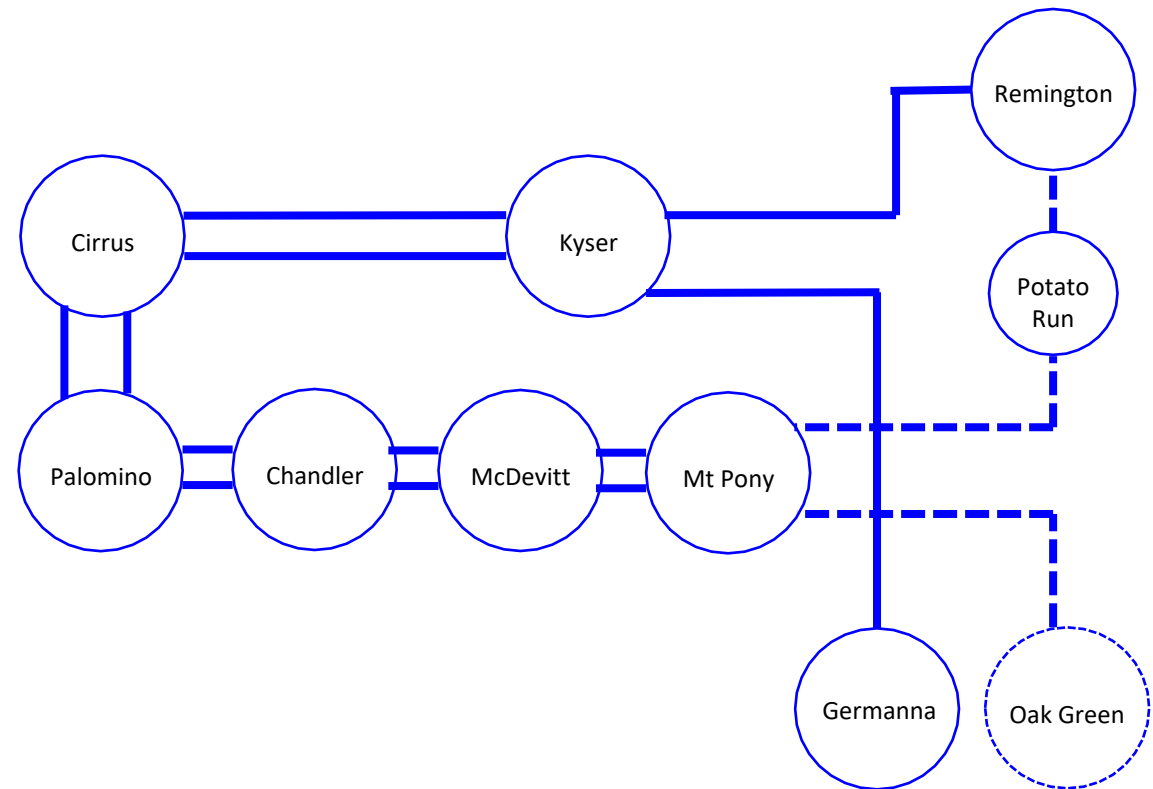 Remington
Cirrus
Kyser
Potato
Run
Palomino
Chandler
McDevitt
Mt Pony
Germanna
Oak Green